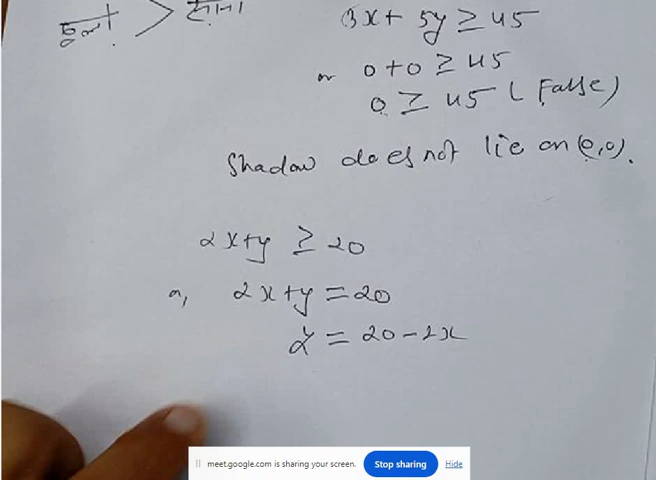 ठूलो > सानो
3x + 5y ≥ 45
or 0 + 0 ≥ 45
0 ≥ 45 (False)
Shadow does not lie on (0,0).
2x+y ≥ 20
or, 2x+y = 20
y = 20-2x
meet.google.com is sharing your screen. Stop sharing Hide